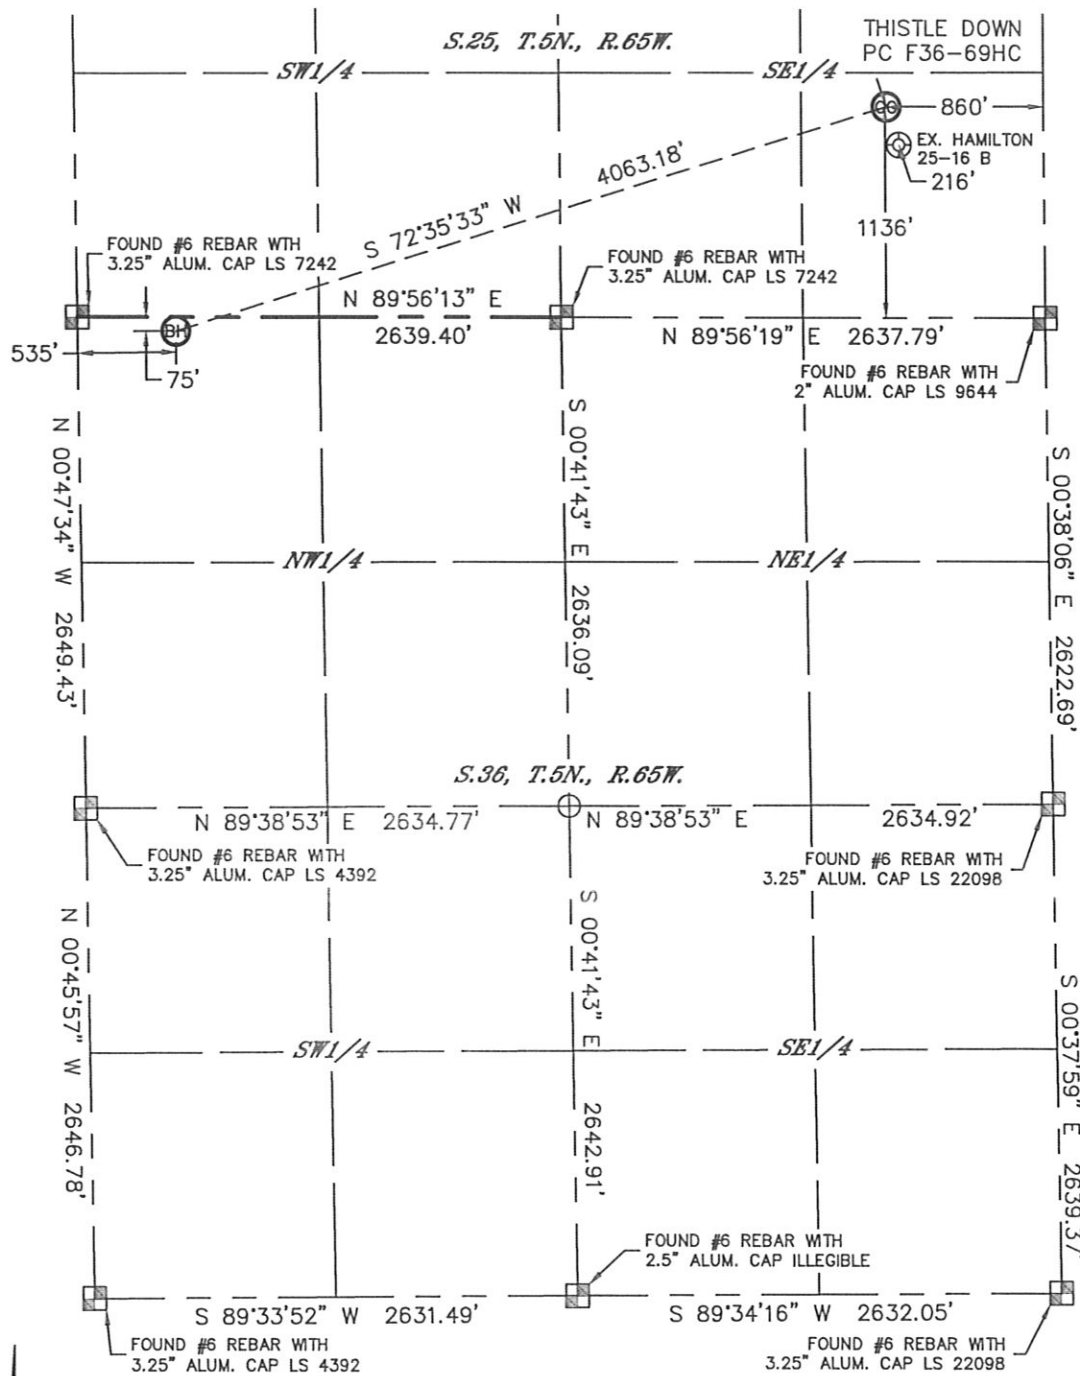 S.25, T.5N., R.65W.
THISTLE DOWN
PC F36-69HC
SW1/4
SE1/4
860'
EX. HAMILTON
25-16 B
216'
4063.18'
S 72°35'33" W
1136'
FOUND #6 REBAR WTH
3.25" ALUM. CAP LS 7242
FOUND #6 REBAR WITH
3.25" ALUM. CAP LS 7242
N 89°56'13" E
2639.40'
N 89°56'19" E 2637.79'
BH
535'
75'
FOUND #6 REBAR WITH
2" ALUM. CAP LS 9644
N 00°47'34" W 2649.43'
S 00°41'43" E 2636.09'
S 00°38'06" E 2622.69'
NW1/4
NE1/4
S.36, T.5N., R.65W.
N 89°38'53" E 2634.77'
N 89°38'53" E 2634.92'
FOUND #6 REBAR WITH
3.25" ALUM. CAP LS 4392
FOUND #6 REBAR WITH
3.25" ALUM. CAP LS 22098
N 00°45'57" W 2646.78'
S 00°41'43" E 2642.91'
S 00°37'59" E 2639.37'
SW1/4
SE1/4
FOUND #6 REBAR WITH
2.5" ALUM. CAP ILLEGIBLE
S 89°33'52" W 2631.49'
S 89°34'16" W 2632.05'
FOUND #6 REBAR WITH
3.25" ALUM. CAP LS 4392
FOUND #6 REBAR WITH
3.25" ALUM. CAP LS 22098